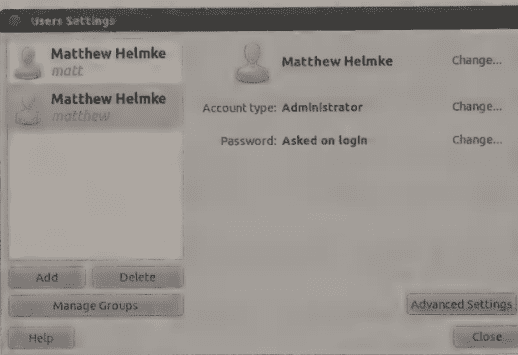 Users Settings
Matthew Helmke
matt
Matthew Helmke
matthew
Matthew Helmke Change...
Account type: Administrator Change...
Password: Asked on login Change...
Add Delete
Manage Groups
Advanced Settings
Help Close